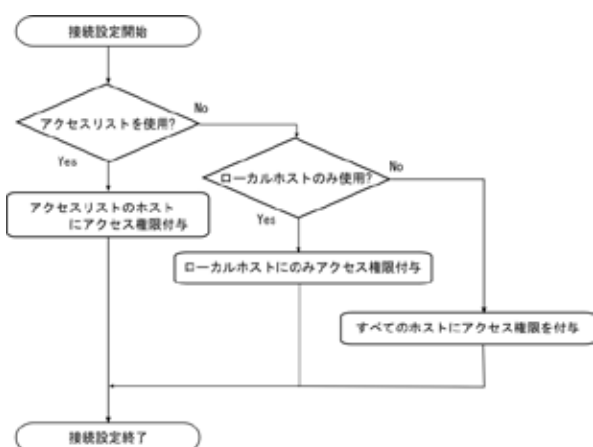 接続設定開始
アクセスリストを使用?
No
Yes
ローカルホストのみ使用?
No
Yes
アクセスリストのホスト
にアクセス権限付与
ローカルホストにのみアクセス権限付与
すべてのホストにアクセス権限を付与
接続設定終了